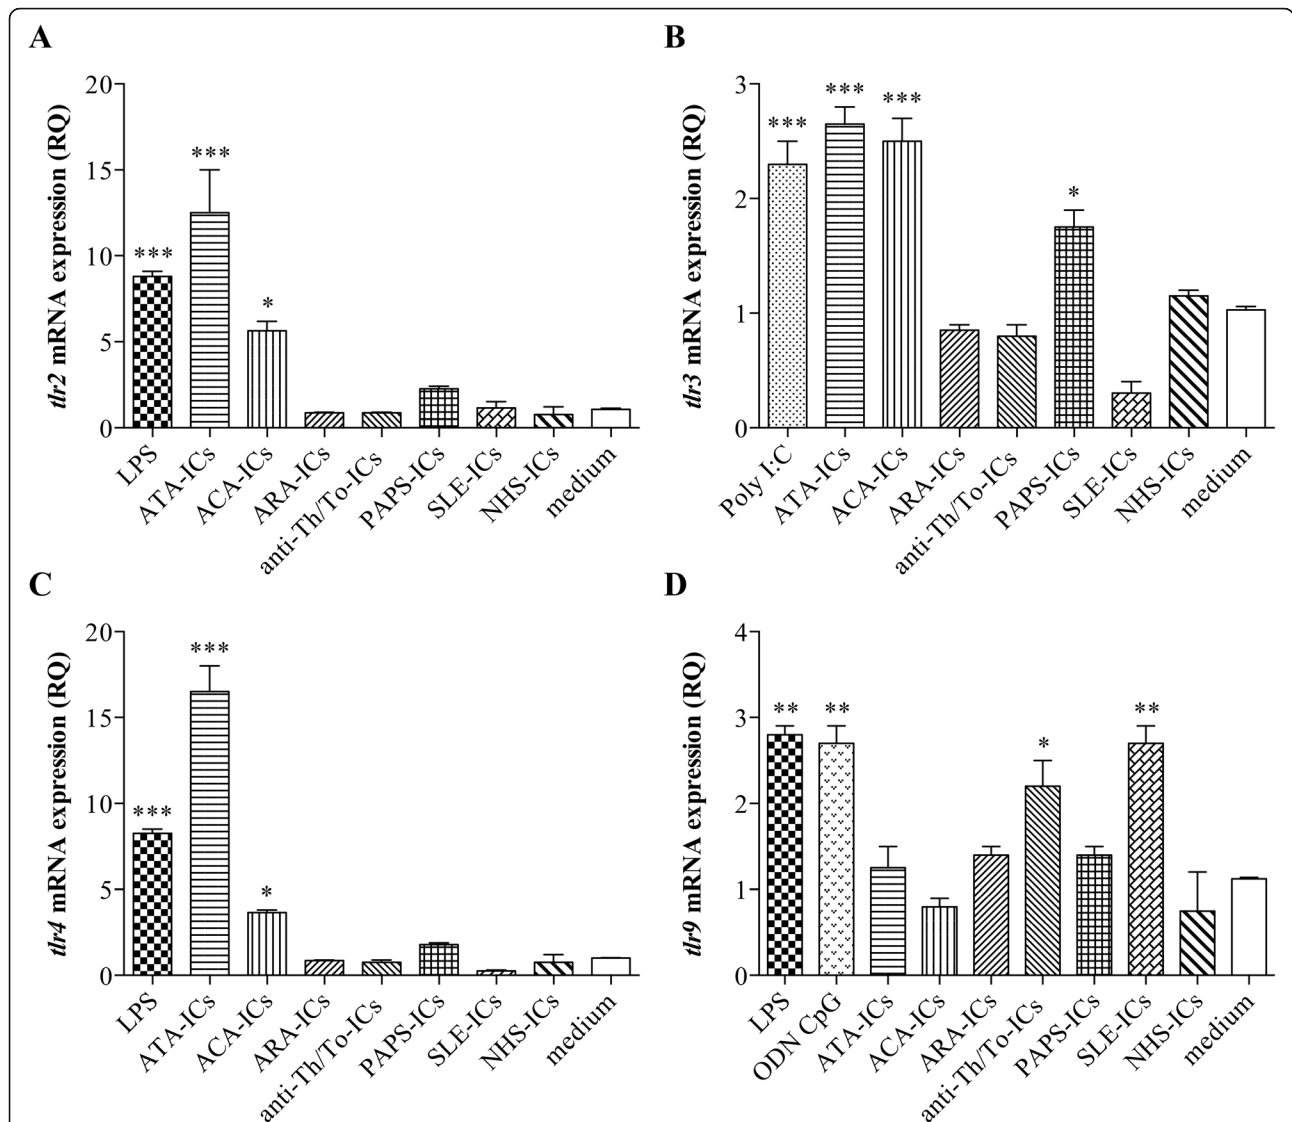 A
tlr2 mRNA expression (RQ)
20
15
10
5
0
***
***
*
LPS
ATA-ICs
ACA-ICs
ARA-ICs
anti-Th/To-ICs
PAPS-ICs
SLE-ICs
NHS-ICs
medium
B
tlr3 mRNA expression (RQ)
3
2
1
0
***
***
***
*
Poly I:C
ATA-ICs
ACA-ICs
ARA-ICs
anti-Th/To-ICs
PAPS-ICs
SLE-ICs
NHS-ICs
medium
C
tlr4 mRNA expression (RQ)
20
15
10
5
0
***
***
*
LPS
ATA-ICs
ACA-ICs
ARA-ICs
anti-Th/To-ICs
PAPS-ICs
SLE-ICs
NHS-ICs
medium
D
tlr9 mRNA expression (RQ)
4
3
2
1
0
**
**
*
**
LPS
ODN CpG
ATA-ICs
ACA-ICs
ARA-ICs
anti-Th/To-ICs
PAPS-ICs
SLE-ICs
NHS-ICs
medium